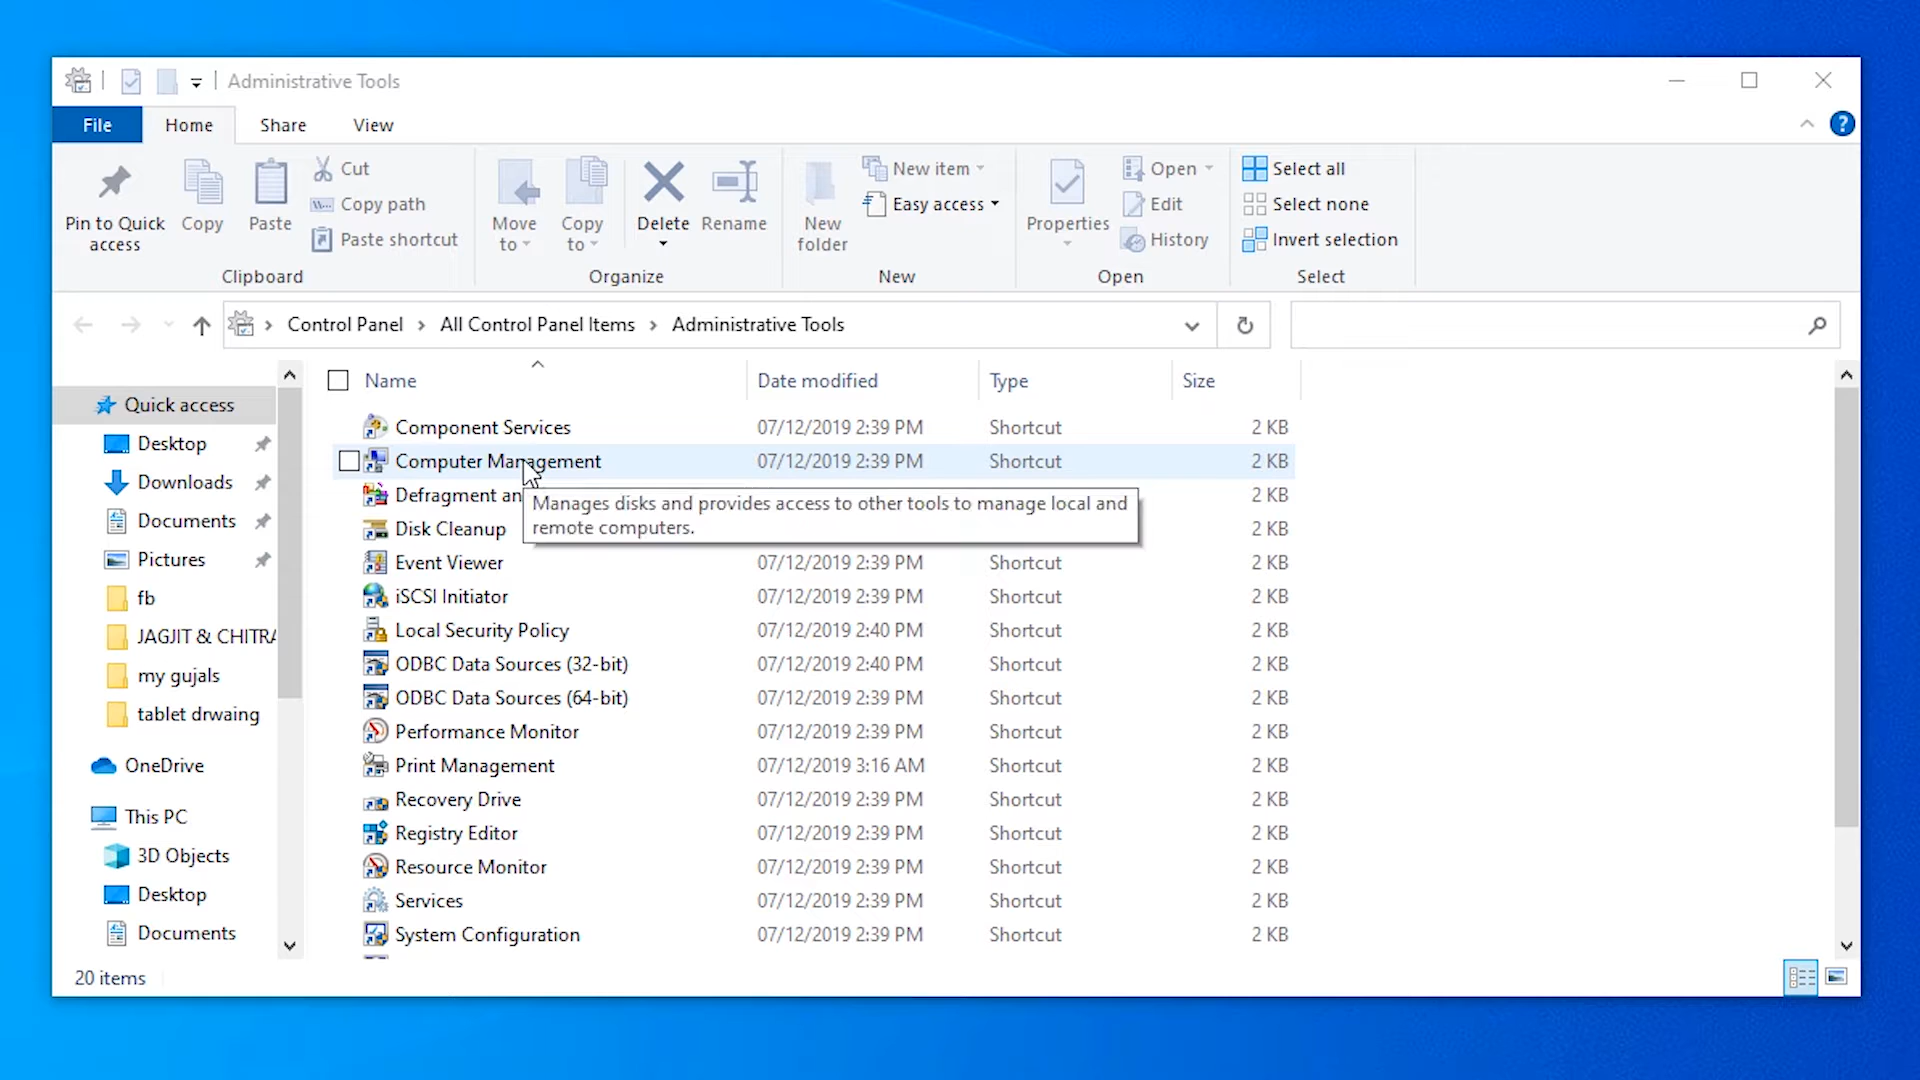 Administrative Tools
File
Home
Share
View
Pin to Quick
access
Copy
Paste
Cut
Copy path
Paste shortcut
Clipboard
Move
to
Copy
to
Delete
Rename
Organize
New
folder
New item
Easy access
New
Properties
Open
Edit
History
Open
Select all
Select none
Invert selection
Select
Control Panel
All Control Panel Items
Administrative Tools
Quick access
Desktop
Downloads
Documents
Pictures
fb
JAGJIT & CHITRA
my gujals
tablet drwaing
OneDrive
This PC
3D Objects
Desktop
Documents
Name Date modified Type Size
Component Services 07/12/2019 2:39 PM Shortcut 2 KB
Computer Management 07/12/2019 2:39 PM Shortcut 2 KB
Defragment an 2 KB
Manages disks and provides access to other tools to manage local and
remote computers.
Disk Cleanup 2 KB
Event Viewer 07/12/2019 2:39 PM Shortcut 2 KB
iSCSI Initiator 07/12/2019 2:39 PM Shortcut 2 KB
Local Security Policy 07/12/2019 2:40 PM Shortcut 2 KB
ODBC Data Sources (32-bit) 07/12/2019 2:40 PM Shortcut 2 KB
ODBC Data Sources (64-bit) 07/12/2019 2:39 PM Shortcut 2 KB
Performance Monitor 07/12/2019 2:39 PM Shortcut 2 KB
Print Management 07/12/2019 3:16 AM Shortcut 2 KB
Recovery Drive 07/12/2019 2:39 PM Shortcut 2 KB
Registry Editor 07/12/2019 2:39 PM Shortcut 2 KB
Resource Monitor 07/12/2019 2:39 PM Shortcut 2 KB
Services 07/12/2019 2:39 PM Shortcut 2 KB
System Configuration 07/12/2019 2:39 PM Shortcut 2 KB
20 items